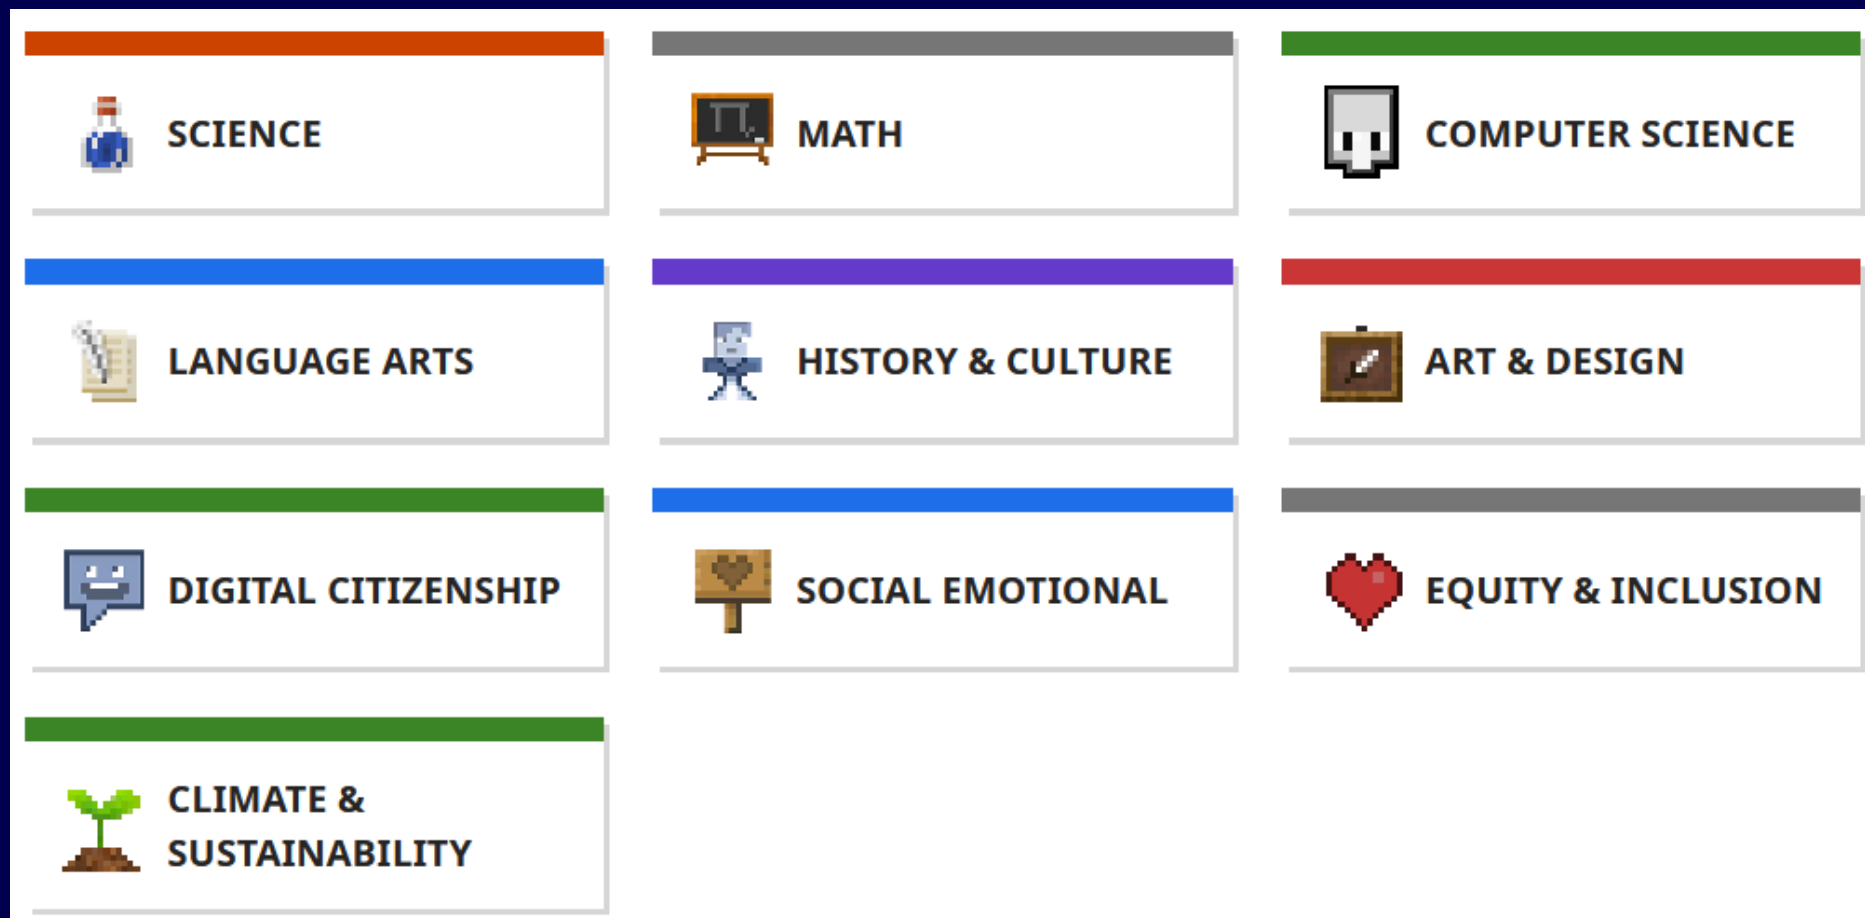 SCIENCE
MATH
COMPUTER SCIENCE
LANGUAGE ARTS
HISTORY & CULTURE
ART & DESIGN
DIGITAL CITIZENSHIP
SOCIAL EMOTIONAL
EQUITY & INCLUSION
CLIMATE &
SUSTAINABILITY